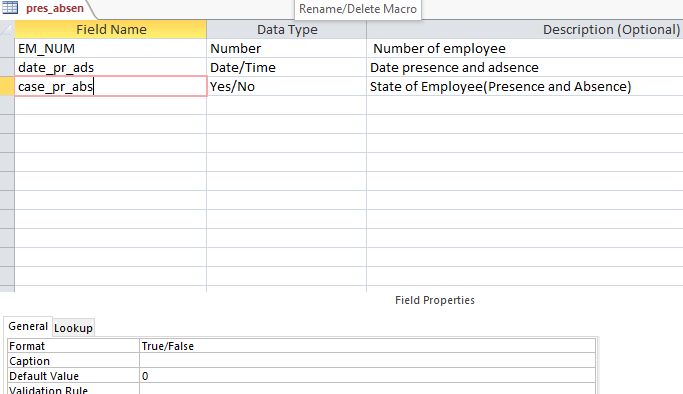 pres_absen
Rename/Delete Macro
Field Name Data Type Description (Optional)
EM_NUM Number Number of employee
date_pr_ads Date/Time Date presence and adsence
case_pr_abs Yes/No State of Employee(Presence and Absence)
Field Properties
General Lookup
Format True/False
Caption
Default Value 0
Validation Rule